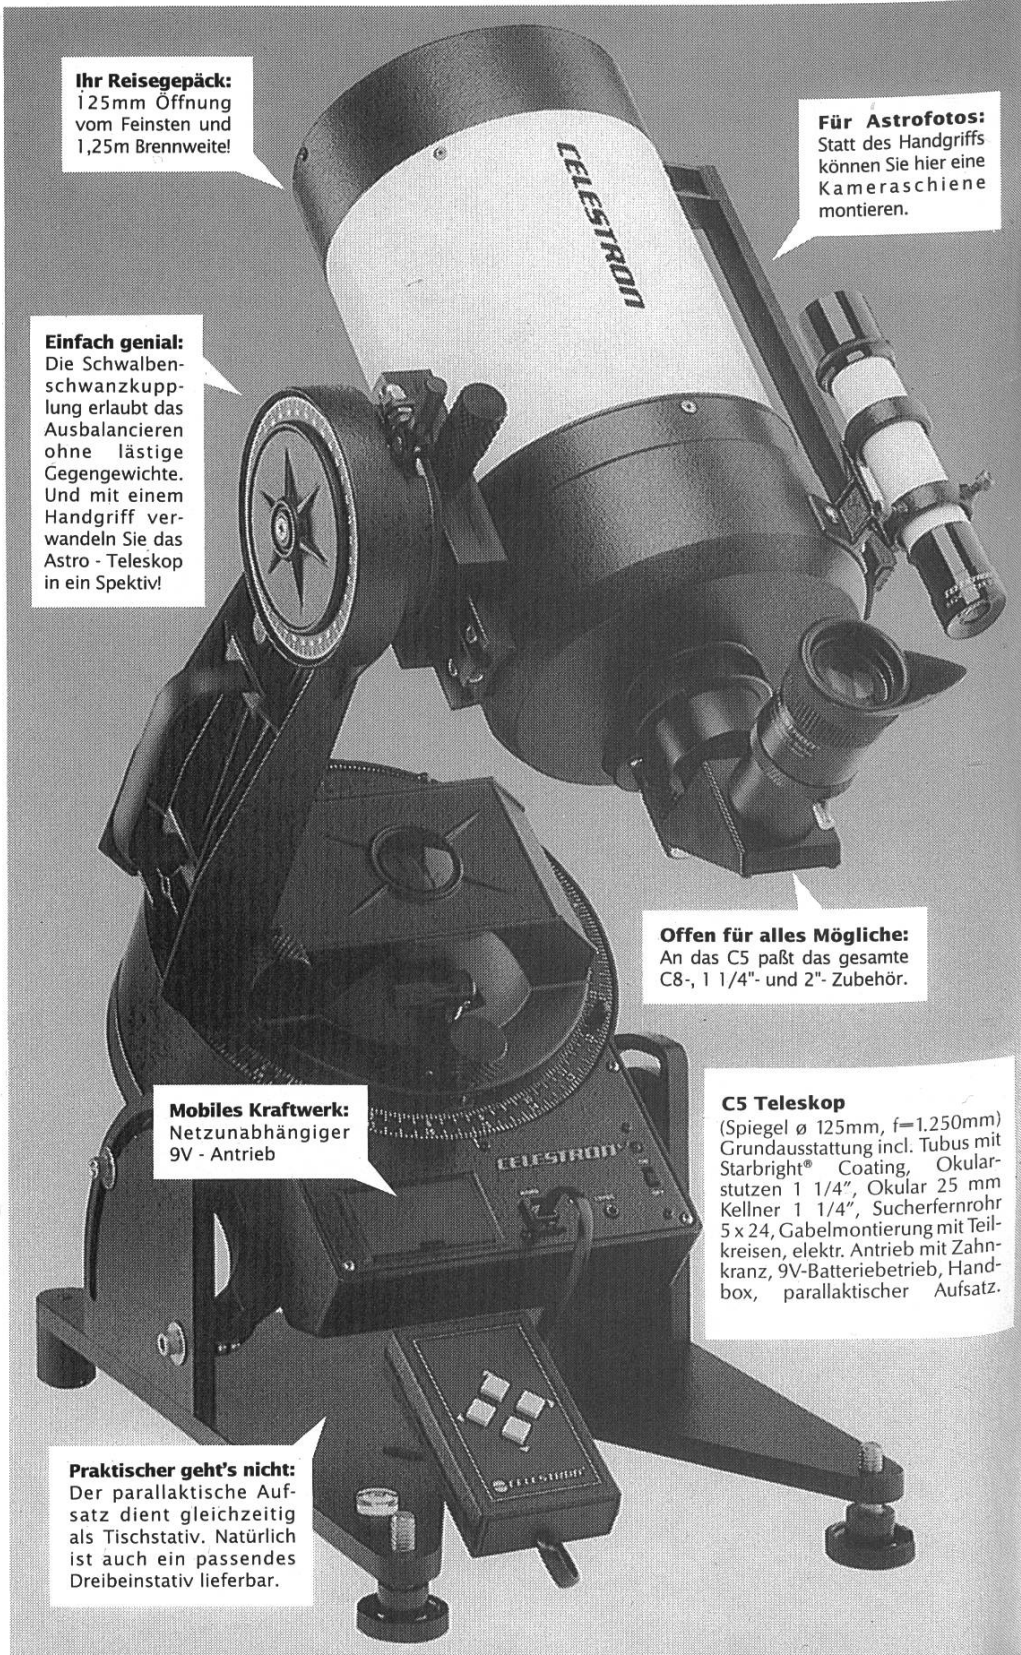 Ihr Reisegepäck:
125mm Öffnung
vom Feinsten und
1,25m Brennweite!
CELESTRON
Für Astrofotos:
Statt des Handgriffs
können Sie hier eine
Kameraschiene
montieren.
Einfach genial:
Die Schwalben-
schwanzkupp-
lung erlaubt das
Ausbalancieren
ohne lästige
Gegengewichte.
Und mit einem
Handgriff ver-
wandeln Sie das
Astro - Teleskop
in ein Spektiv!
CELESTRON
Offen für alles Mögliche:
An das C5 paßt das gesamte
C8-, 1 1/4"- und 2"- Zubehör.
Mobiles Kraftwerk:
Netzunabhängiger
9V - Antrieb
CELESTRON
C5 Teleskop
(Spiegel ø 125mm, f=1.250mm)
Grundausstattung incl. Tubus mit
Starbright® Coating, Okular-
stutzen 1 1/4", Okular 25 mm
Kellner 1 1/4", Sucherfernrohr
5 x 24, Gabelmontierung mit Teil-
kreisen, elektr. Antrieb mit Zahn-
kranz, 9V-Batteriebetrieb, Hand-
box, parallaktischer Aufsatz.
CELESTRON
Praktischer geht's nicht:
Der parallaktische Auf-
satz dient gleichzeitig
als Tischstativ. Natürlich
ist auch ein passendes
Dreibeinstativ lieferbar.